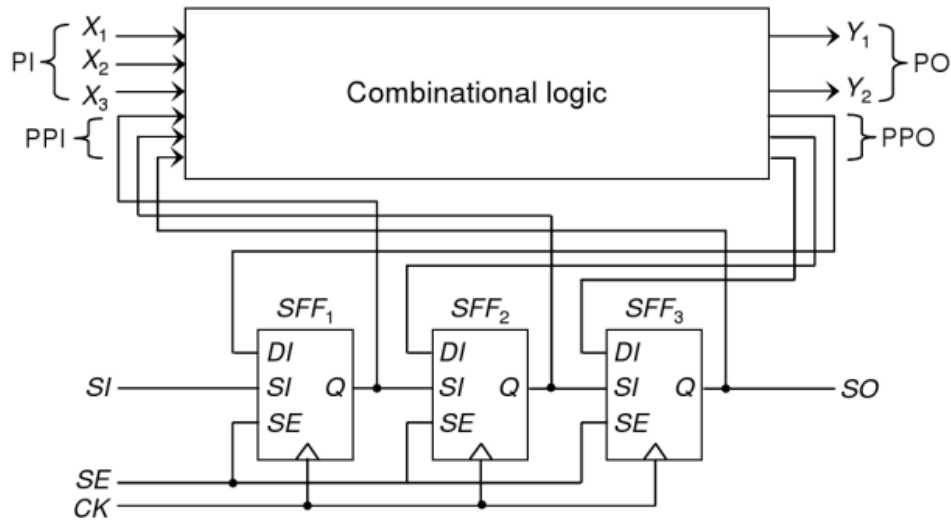 PI
X1
X2
X3
PPI
Combinational logic
Y1
Y2
PO
PPO
SFF1
SFF2
SFF3
DI
SI
Q
SE
DI
SI
Q
SE
DI
SI
Q
SE
SI
SO
SE
CK